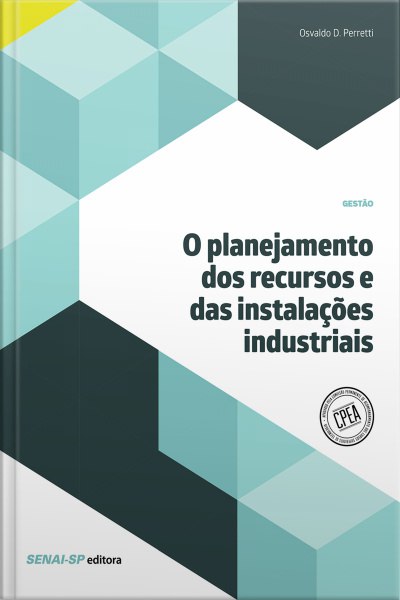 Osvaldo D. Perretti
GESTÃO
O planejamento
dos recursos e
das instalações
industriais
CPEA
SENAI-SP editora